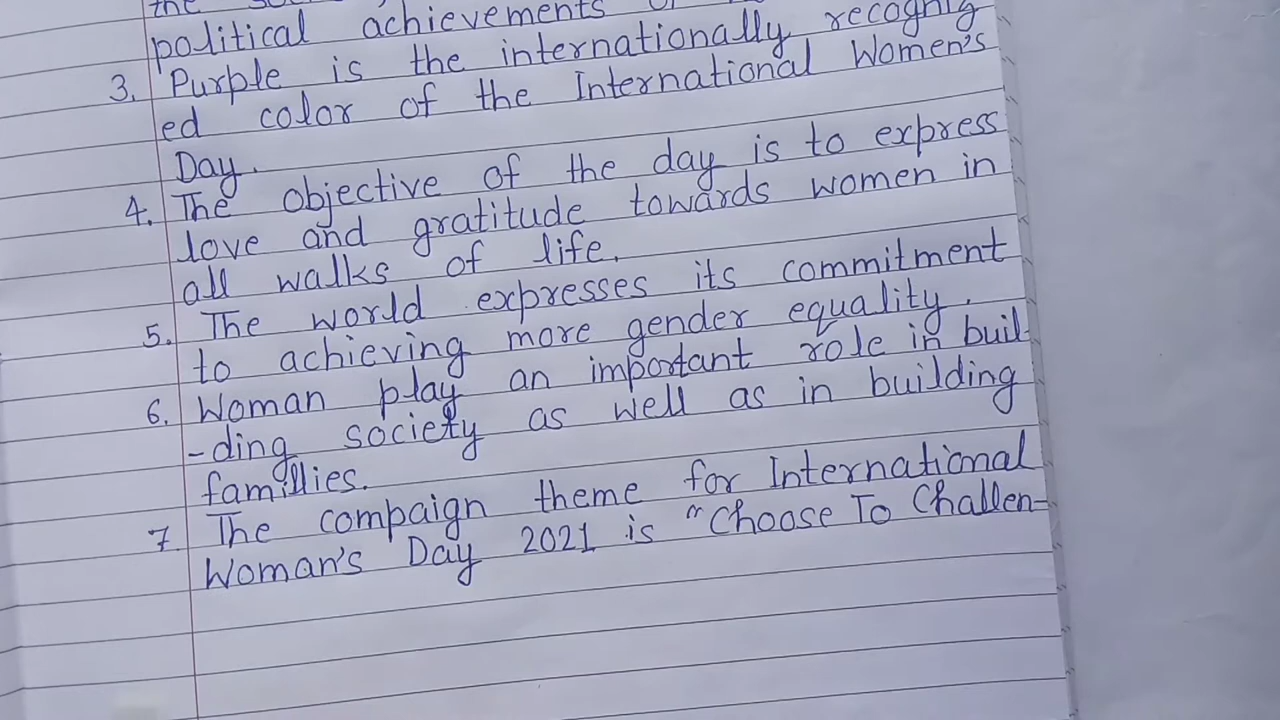 the
political achievements
3. Purple is the internationally recogniz
ed color of the International Women's
Day.
4. The objective of the day is to express
love and gratitude towards women in
all walks of life.
5. The world expresses its commitment
to achieving more gender equality.
6. Woman play an important role in buil-
-ding society as well as in building
famillies.
7. The compaign theme for International
Woman's Day 2021 is "Choose To Challen-